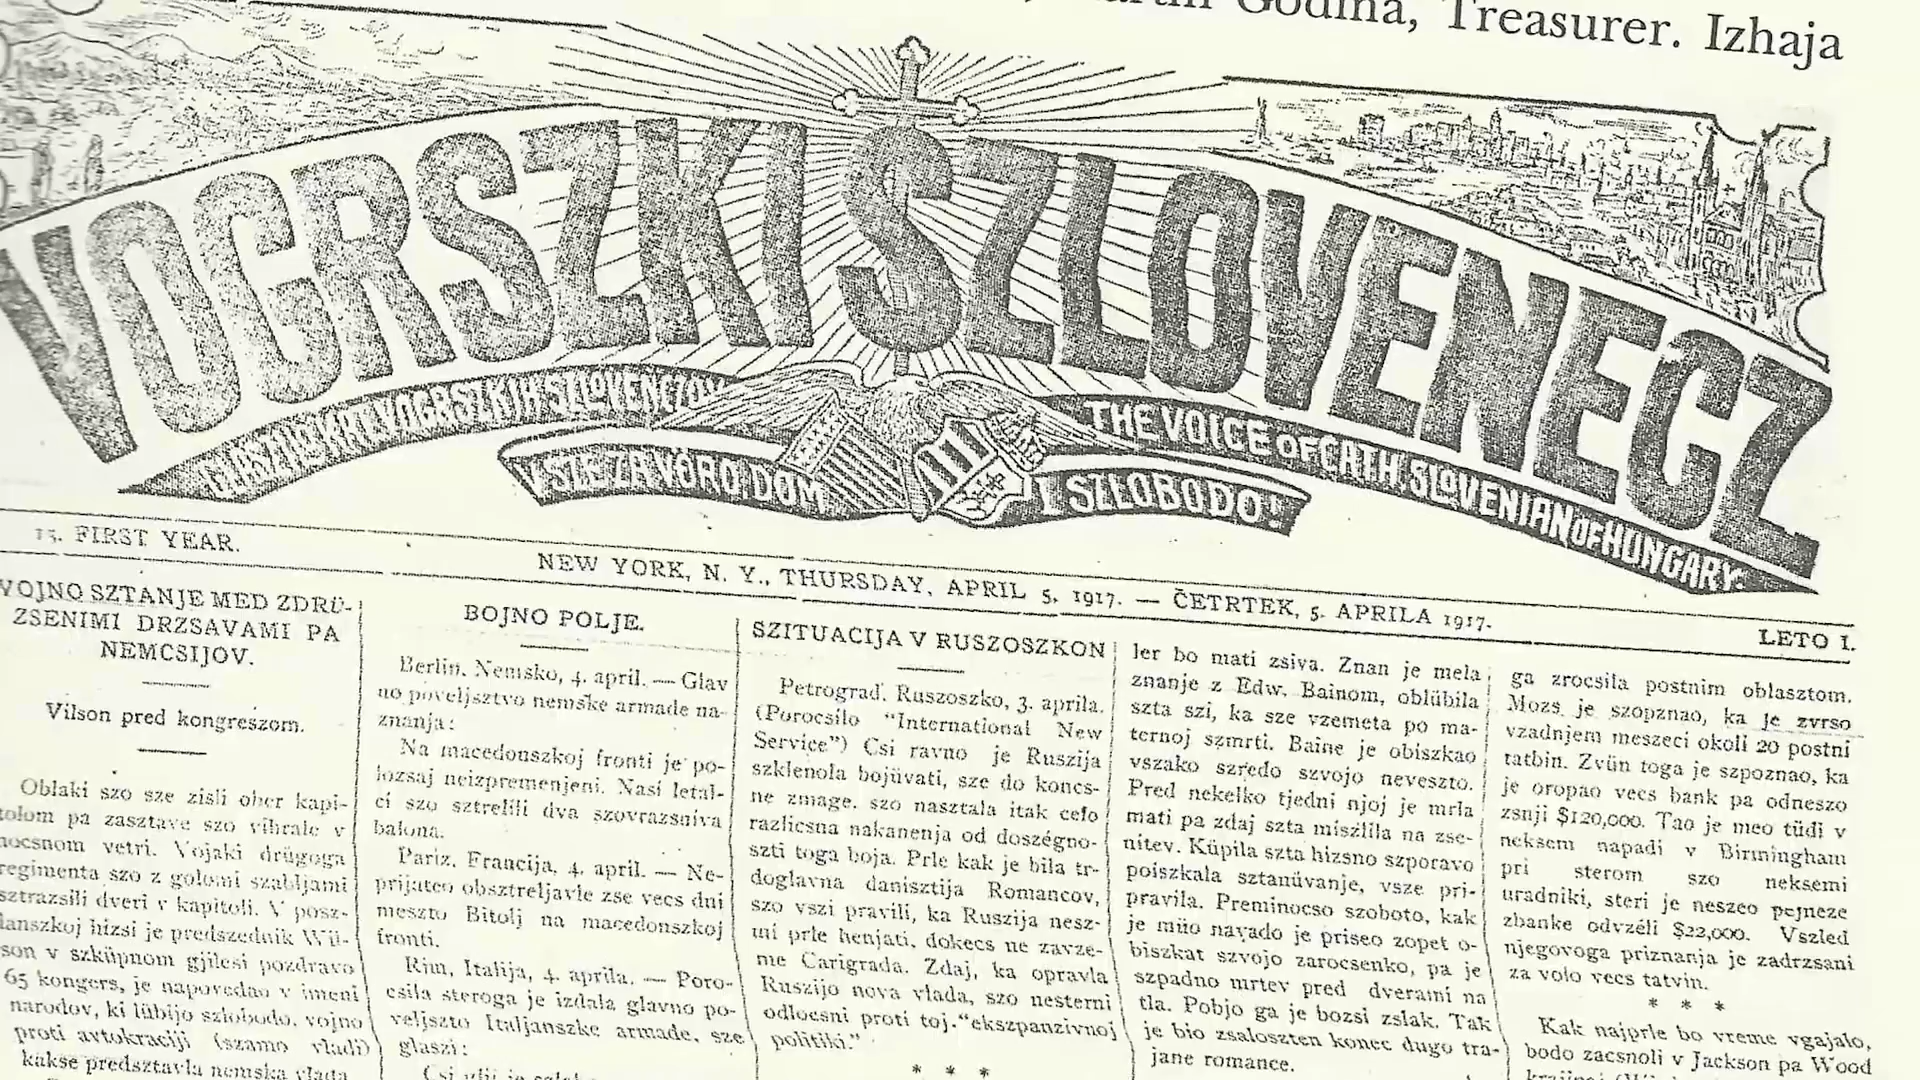 Godina, Treasurer. Izhaja
VOGRSZKI SZLOVENECZ
THE VOICE OF CATH. SLOVENIAN OF HUNGARY.
VSZE ZA VÖRO, DOM I SZLOBODO!
FIRST YEAR.
NEW YORK, N. Y., THURSDAY, APRIL 5, 1917. — ČETRTEK, 5. APRILA 1917.
LETO I.
VOJNO SZTANJE MED ZDRÜ-
ZSENIMI DRZSAVAMI PA
NEMCSIJOV.
Vilson pred kongreszom.
Oblaki szo sze zisli ober kapi-
tolom pa zasztave szo vihrale v
nocsnom vetri. Vojaki drügoga
regimenta szo z golomi szabljami
sztrazsili dveri v kapitoli. V posz-
lanszkoj hizsi je predszednik Wil-
son v szküpnom gjilesi pozdravo
65 kongers, je napovedao v imeni
narodov, ki lübijo szlobodo, vojno
proti avtokraciji (szamo vladi)
kakse predsztavla nemska vlada
BOJNO POLJE.
Berlin, Nemsko, 4. april. — Glav
no poveljsztvo nemske armade na-
znanja:
Na macedonszkoj fronti je po-
lozsaj neizpremenjeni. Nasi letal-
ci szo sztrelili dva szovrazsniva
balona.
Pariz, Francija, 4. april. — Ne-
prijateo obsztreljavle zse vecs dni
meszto Bitolj na macedonszkoj
fronti.
Rim, Italija, 4. aprila. — Poro-
csila steroga je izdala glavno po-
veljszto Italjanszke armade, sze
glaszi:
SZITUACIJA V RUSZOSZKON
Petrograd, Ruszoszko, 3. aprila.
(Porocsilo "International New
Service") Csi ravno je Ruszija
szklenola bojüvati, sze do koncs-
ne zmage, szo nasztala itak celo
razlicsna nakanenja od doszégno-
szti toga boja. Prle kak je bila tr-
doglavna danisztija Romancov,
szo vszi pravili, ka Ruszija nesz-
mi prle henjati, dokecs ne zavze-
me Carigrada. Zdaj, ka opravla
Ruszijo nova vlada, szo nesterni
odlocsni proti toj "ekszpanzivnoj
politiki."
* * *
ler bo mati zsiva. Znan je mela
znanje z Edw. Bainom, oblübila
szta szi, ka sze vzemeta po ma-
ternoj szmrti. Baine je obiszkao
vszako szredo szvojo neveszto.
Pred nekelko tjedni njoj je mrla
mati pa zdaj szta miszlila na zse-
nitev. Küpila szta hizsno szporavo
poiszkala sztanüvanje, vsze pri-
pravila. Preminocso szoboto, kak
je müo navado je priseo zopet o-
biszkat szvojo zarocsenko, pa je
szpadno mrtev pred dverami na
tla. Pobjo ga je bozsi zslak. Tak
je bio zsaloszten konec dugo tra-
jane romance.
ga zrocsila postnim oblasztom.
Mozs je szopznao, ka je zvrso
vzadnjem meszeci okoli 20 postni
tatbin. Zvün toga je szpoznao, ka
je oropao vecs bank pa odneszo
zsnji $120,000. Tao je meo tüdi v
neksem napadi v Birmingham
pri sterom szo neksemi
uradniki, steri je neszeo pejneze
zbanke odvzéli $22,000. Vszled
njegovoga priznanja je zadrzsani
za volo vecs tatvin.
* * *
Kak najprle bo vreme vgajalo,
bodo zacsnoli v Jackson pa Wood